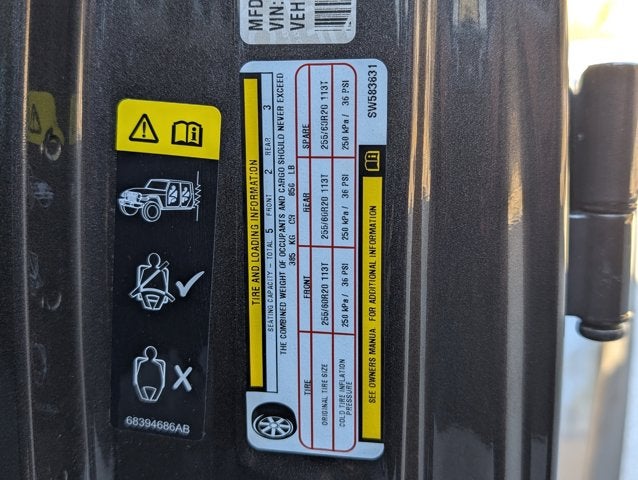 MFD
VIN:
VEH
TIRE AND LOADING INFORMATION
SEATING CAPACITY - TOTAL 5 FRONT 2 REAR 3
THE COMBINED WEIGHT OF OCCUPANTS AND CARGO SHOULD NEVER EXCEED
385 KG OR 850 LB
TIRE FRONT REAR SPARE
ORIGINAL TIRE SIZE 255/60R20 113T 255/60R20 113T 255/60R20 113T
COLD TIRE INFLATION PRESSURE 250 kPa / 36 PSI 250 kPa / 36 PSI 250 kPa / 36 PSI
SEE OWNERS MANUA FOR ADDITIONAL INFORMATION
SW583631
68394686AB